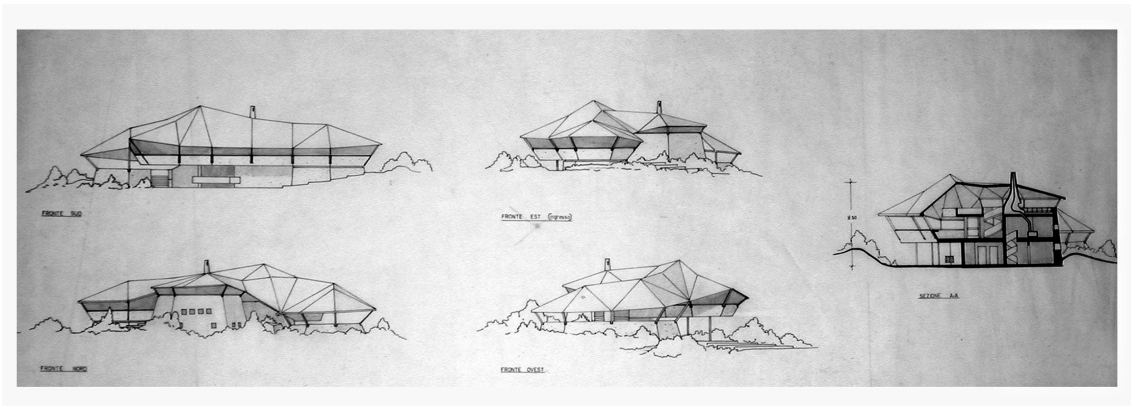 FRONTE SUD
FRONTE EST (ingresso)
FRONTE NORD
FRONTE OVEST
SEZIONE A-A